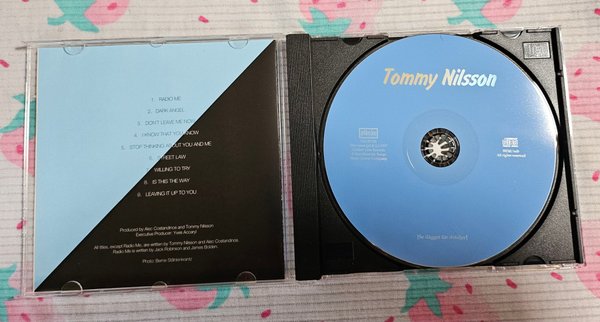 1. RADIO ME
2. DARK ANGEL
3. DON'T LEAVE ME NOW
4. I KNOW THAT YOU KNOW
5. STOP THINKING ABOUT YOU AND ME
6. STREET LAW
WILLING TO TRY
8. IS THIS THE WAY
9. LEAVING IT UP TO YOU
Produced by Alec Costandinos and Tommy Nilsson
Executive Producer: Yves Accary
All titles, except Radio Me, are written by Tommy Nilsson and Alec Costandinos.
Radio Me is written by Jack Robinson and James Bolden.
Photo: Bernie
Tommy Nilsson
All rights reserved